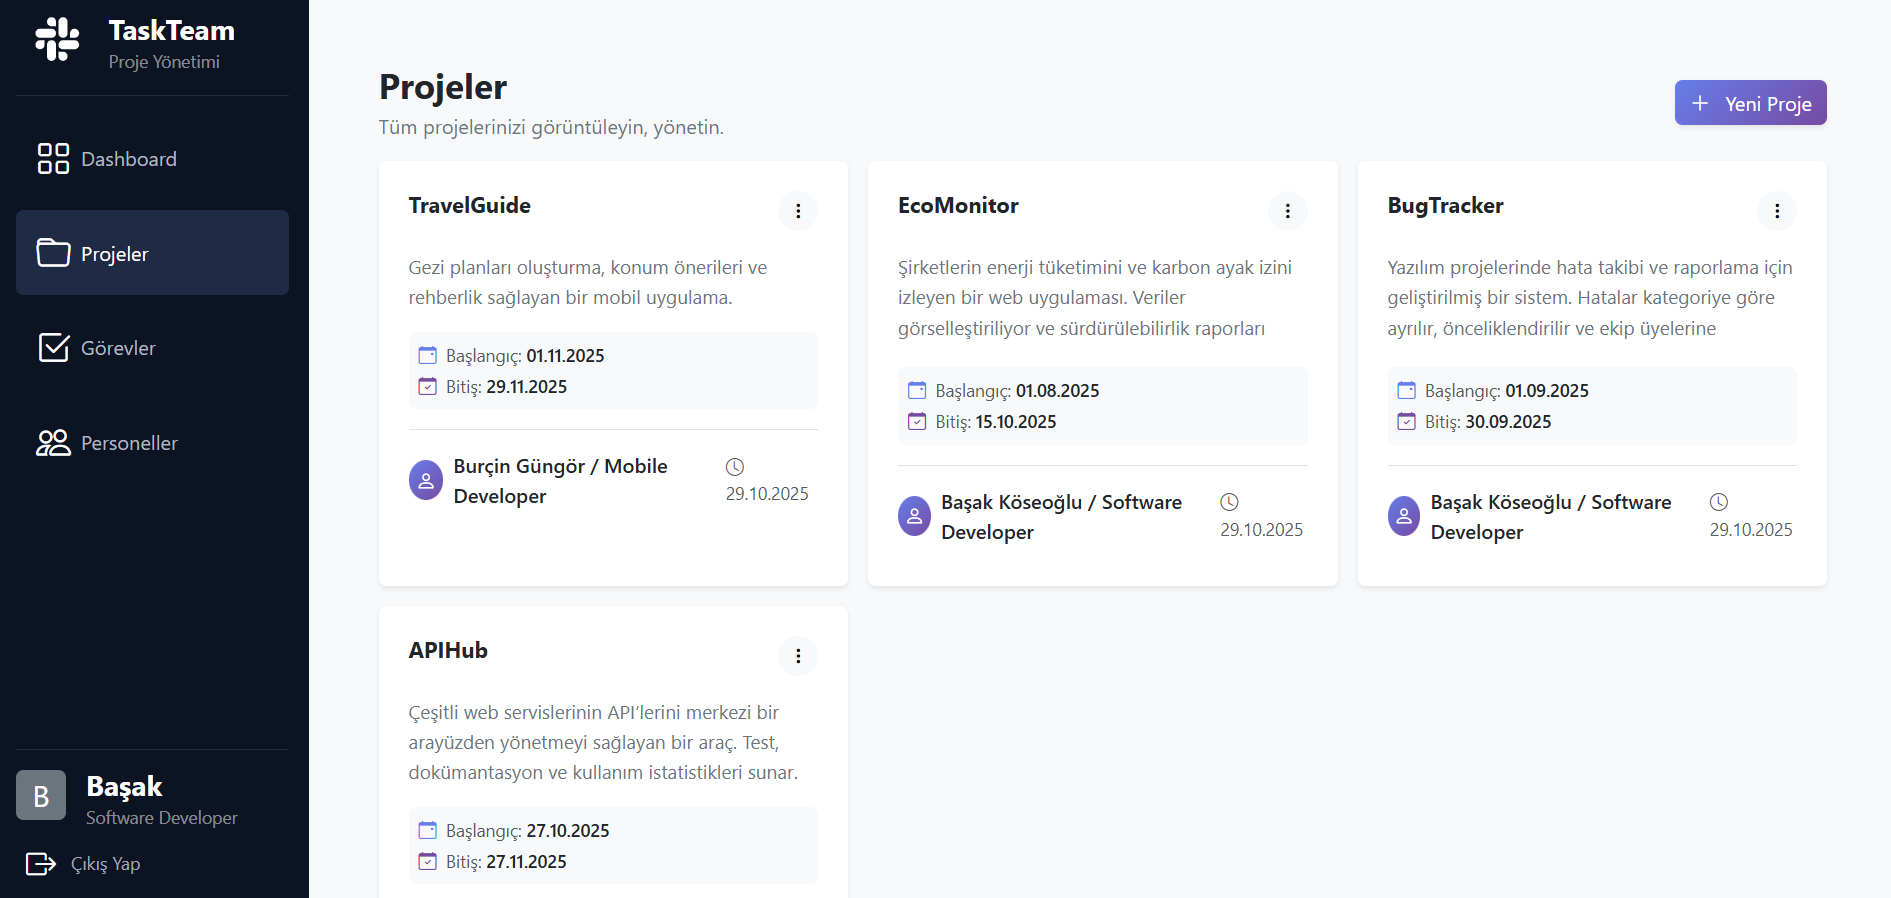 TaskTeam
Proje Yönetimi
Dashboard
Projeler
Görevler
Personeller
B
Başak
Software Developer
Çıkış Yap
Projeler
Tüm projelerinizi görüntüleyin, yönetin.
+ Yeni Proje
TravelGuide
Gezi planları oluşturma, konum önerileri ve
rehberlik sağlayan bir mobil uygulama.
Başlangıç: 01.11.2025
Bitiş: 29.11.2025
Burçin Güngör / Mobile
Developer
29.10.2025
EcoMonitor
Şirketlerin enerji tüketimini ve karbon ayak izini
izleyen bir web uygulaması. Veriler
görselleştiriliyor ve sürdürülebilirlik raporları
Başlangıç: 01.08.2025
Bitiş: 15.10.2025
Başak Köseoğlu / Software
Developer
29.10.2025
BugTracker
Yazılım projelerinde hata takibi ve raporlama için
geliştirilmiş bir sistem. Hatalar kategoriye göre
ayrılır, önceliklendirilir ve ekip üyelerine
Başlangıç: 01.09.2025
Bitiş: 30.09.2025
Başak Köseoğlu / Software
Developer
29.10.2025
APIHub
Çeşitli web servislerinin API’lerini merkezi bir
arayüzden yönetmeyi sağlayan bir araç. Test,
dokümantasyon ve kullanım istatistikleri sunar.
Başlangıç: 27.10.2025
Bitiş: 27.11.2025